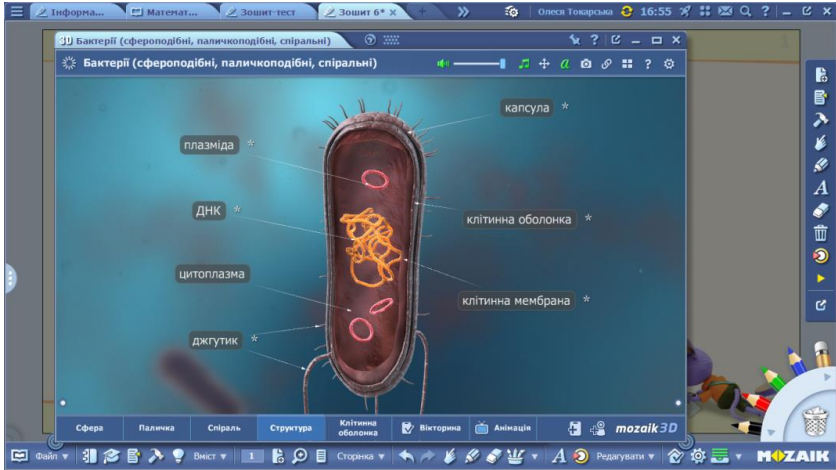 Інформа...
Математ...
Зошит-тест
Зошит 6* x
Олеся Токарська
16:55
3D Бактерії (сфероподібні, паличкоподібні, спіральні)
Бактерії (сфероподібні, паличкоподібні, спіральні)
капсула *
плазміда *
ДНК *
клітинна оболонка *
цитоплазма
клітинна мембрана *
джгутик *
Сфера
Паличка
Спіраль
Структура
Клітинна
оболонка
Вікторина
Анімація
mozaik3D
Файл
Вміст
1
Сторінка
Редагувати
MOZAIK